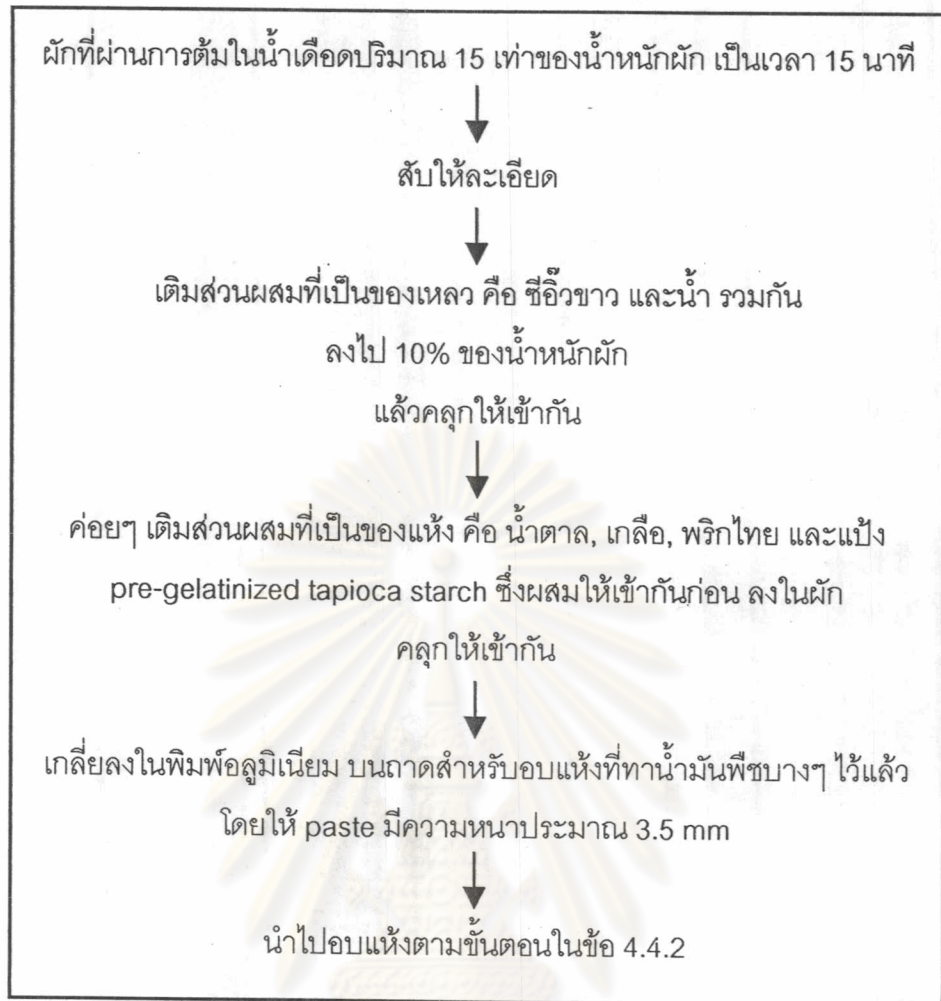 ผักที่ผ่านการต้มในน้ำเดือดปริมาณ 15 เท่าของน้ำหนักผัก เป็นเวลา 15 นาที
สับให้ละเอียด
เติมส่วนผสมที่เป็นของเหลว คือ ซีอิ๊วขาว และน้ำ รวมกัน
ลงไป 10% ของน้ำหนักผัก
แล้วคลุกให้เข้ากัน
ค่อยๆ เติมส่วนผสมที่เป็นของแห้ง คือ น้ำตาล, เกลือ, พริกไทย และแป้ง
pre-gelatinized tapioca starch ซึ่งผสมให้เข้ากันก่อน ลงในผัก
คลุกให้เข้ากัน
เกลี่ยลงในพิมพ์อลูมิเนียม บนถาดสำหรับอบแห้งที่ทาน้ำมันพืชบางๆ ไว้แล้ว
โดยให้ paste มีความหนาประมาณ 3.5 mm
นำไปอบแห้งตามขั้นตอนในข้อ 4.4.2